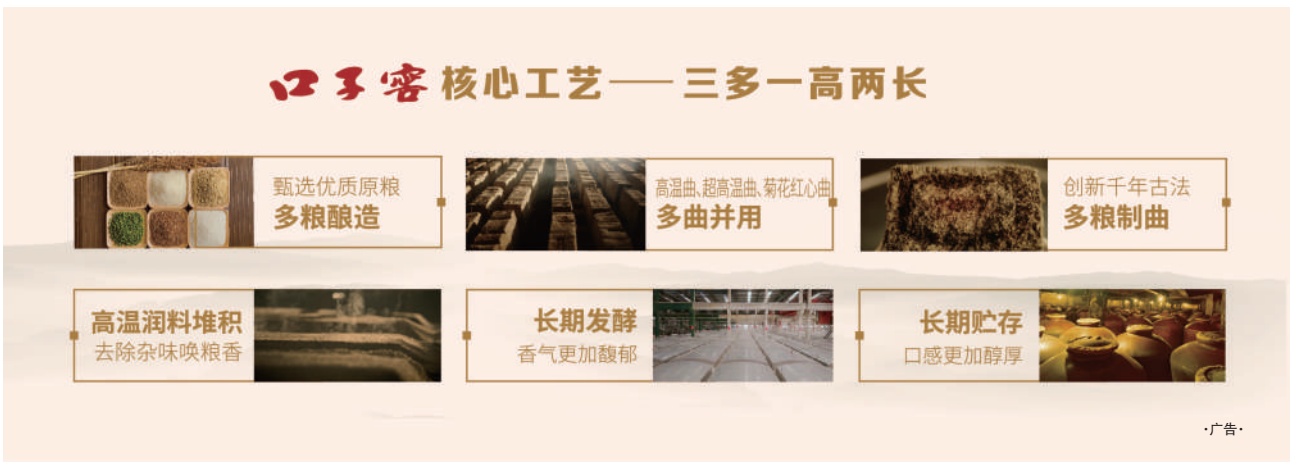 口子窖核心工艺——三多一高两长
甄选优质原粮
多粮酿造
高温曲、超高温曲、菊花红心曲
多曲并用
创新千年古法
多粮制曲
高温润料堆积
去除杂味唤粮香
长期发酵
香气更加馥郁
长期贮存
口感更加醇厚
·广告·